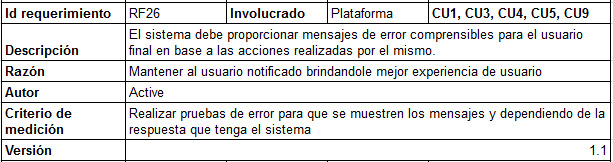 Id requerimiento RF26 Involucrado Plataforma CU1, CU3, CU4, CU5, CU9
Descripción El sistema debe proporcionar mensajes de error comprensibles para el usuario
final en base a las acciones realizadas por el mismo.
Razón Mantener al usuario notificado brindandole mejor experiencia de usuario
Autor Active
Criterio de medición Realizar pruebas de error para que se muestren los mensajes y dependiendo de la
respuesta que tenga el sistema
Versión 1.1